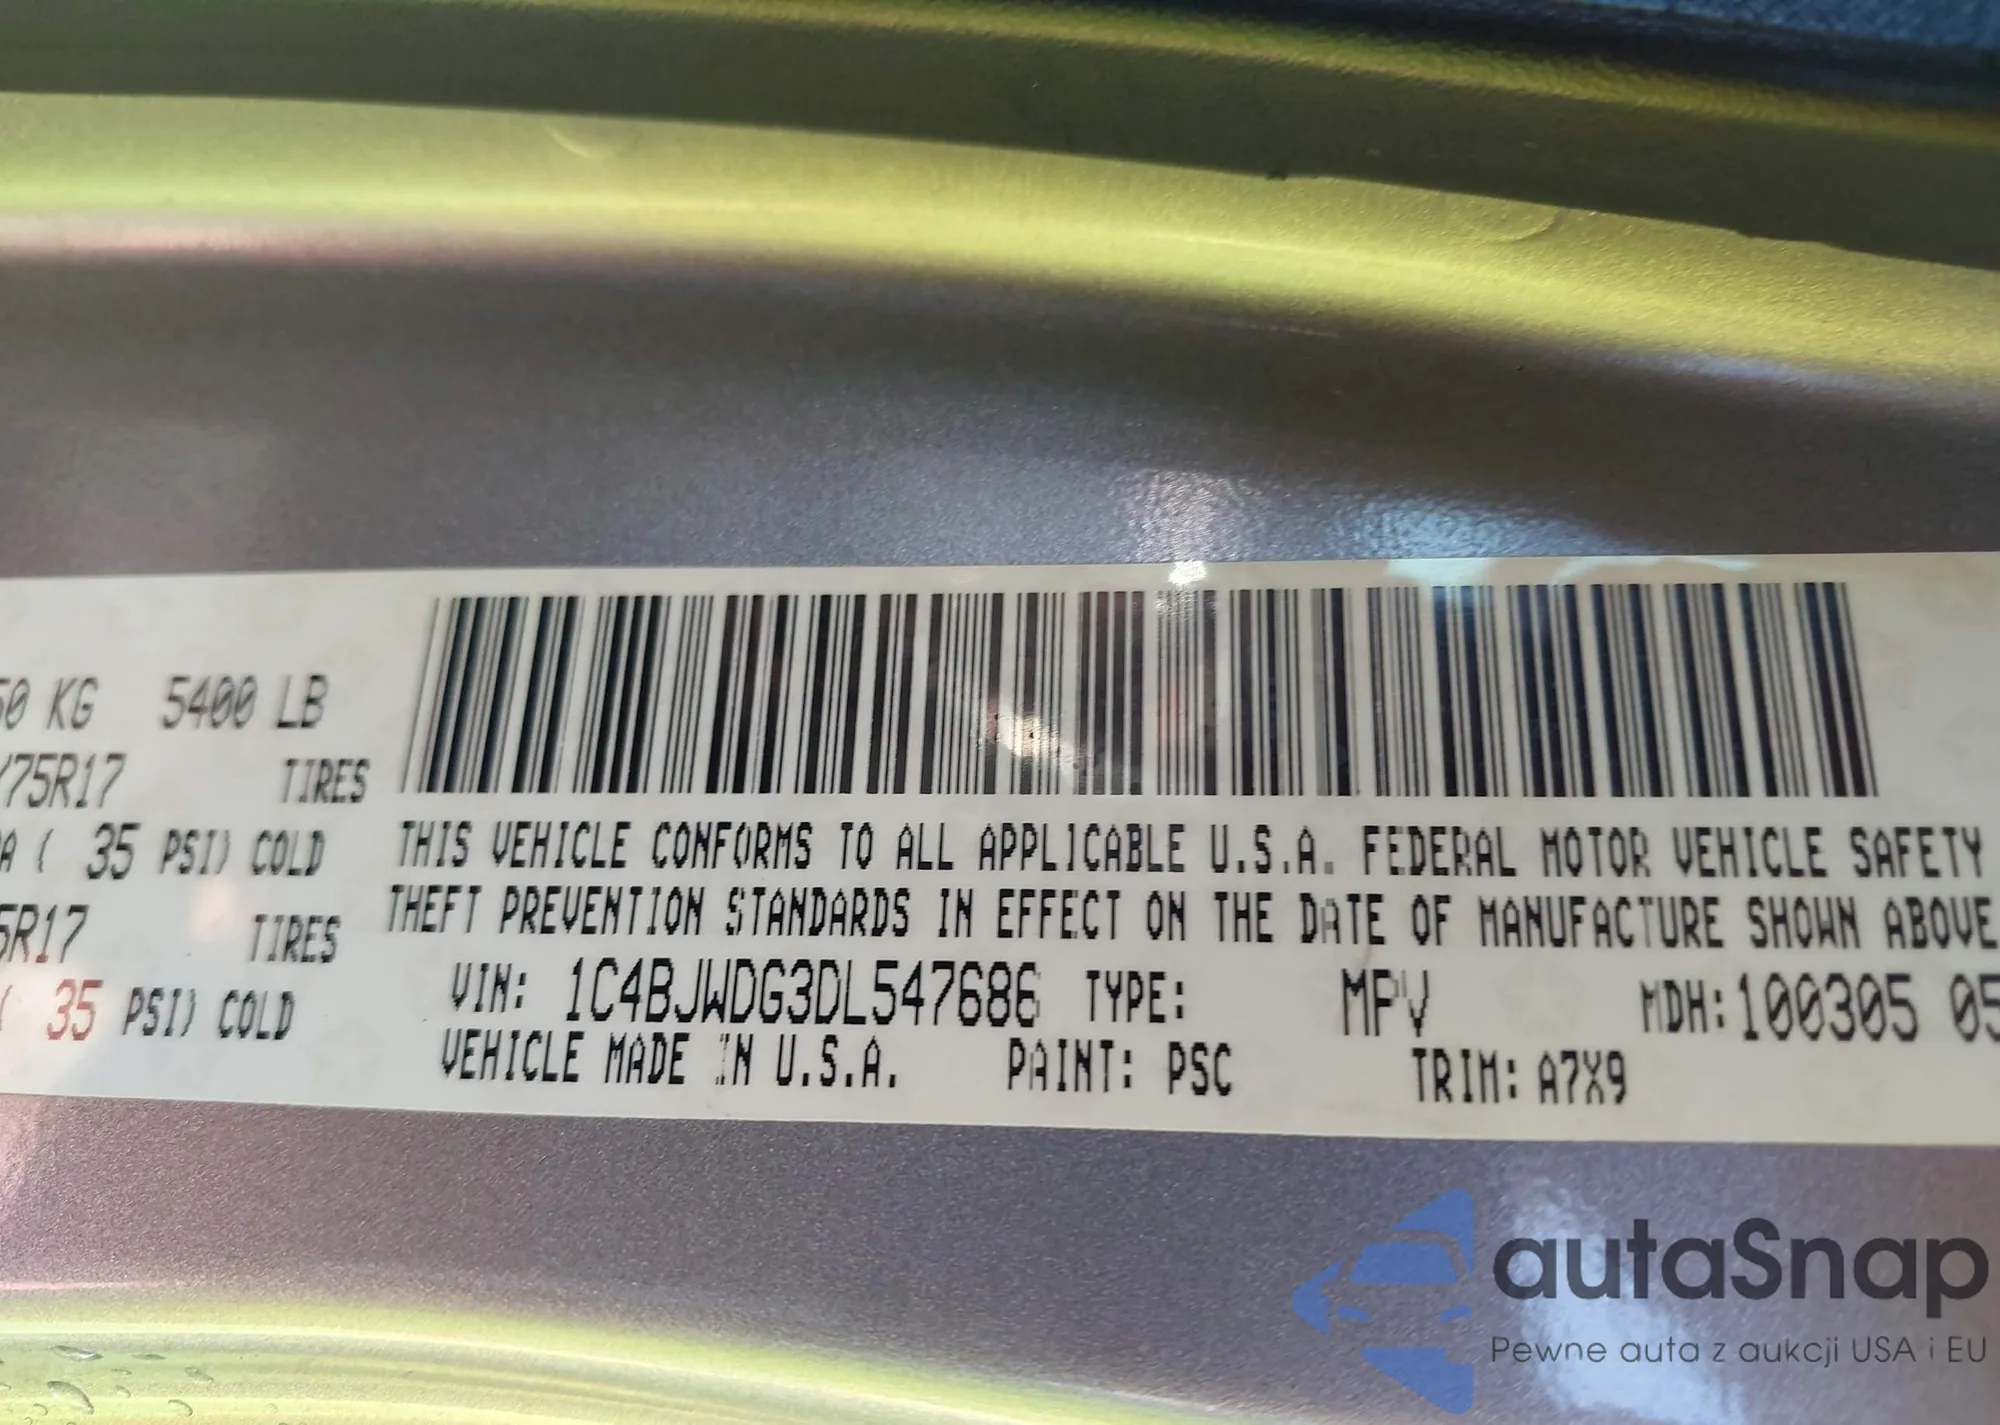 50 KG 5400 LB
/75R17 TIRES
A ( 35 PSI) COLD
5R17 TIRES
( 35 PSI) COLD
THIS VEHICLE CONFORMS TO ALL APPLICABLE U.S.A. FEDERAL MOTOR VEHICLE SAFETY
THEFT PREVENTION STANDARDS IN EFFECT ON THE DATE OF MANUFACTURE SHOWN ABOVE
VIN: 1C4BJWDG3DL547686 TYPE: MPV MDH: 100305 05
VEHICLE MADE IN U.S.A. PAINT: PSC TRIM: A7X9
autaSnap
Pewne auta z aukcji USA i EU